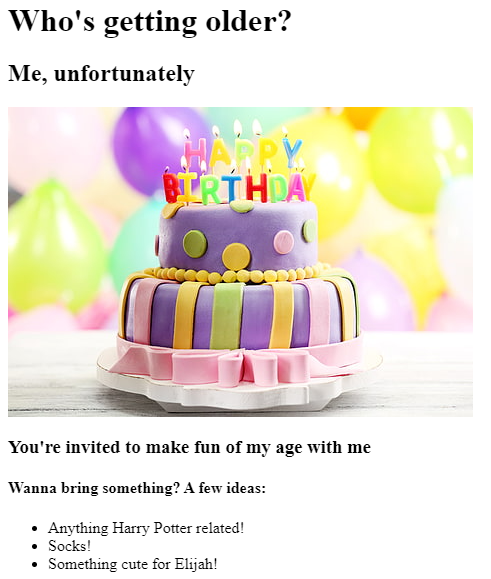 Who's getting older?
Me, unfortunately
HAPPY
BIRTHDAY
You're invited to make fun of my age with me
Wanna bring something? A few ideas:
Anything Harry Potter related!
Socks!
Something cute for Elijah!